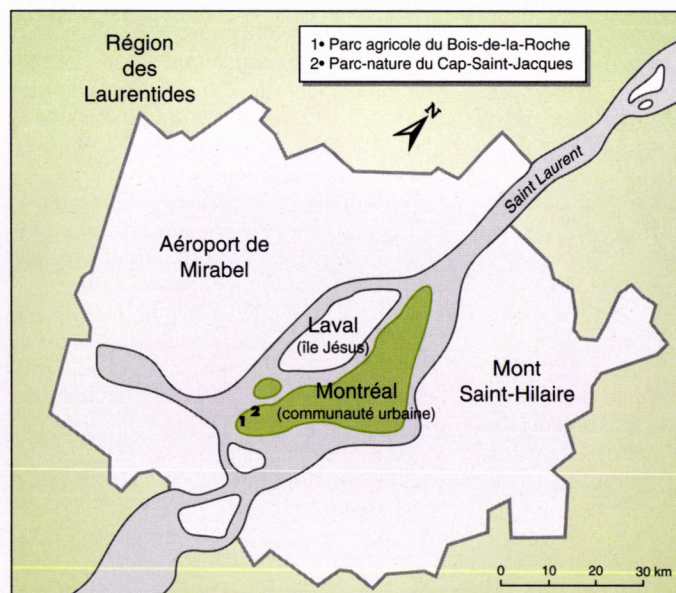 Région
des
Laurentides
1• Parc agricole du Bois-de-la-Roche
2• Parc-nature du Cap-Saint-Jacques
N
Saint Laurent
Aéroport de
Mirabel
Laval
(île Jésus)
Mont
Saint-Hilaire
Montréal
(communauté urbaine)
1 2
0 10 20 30 km